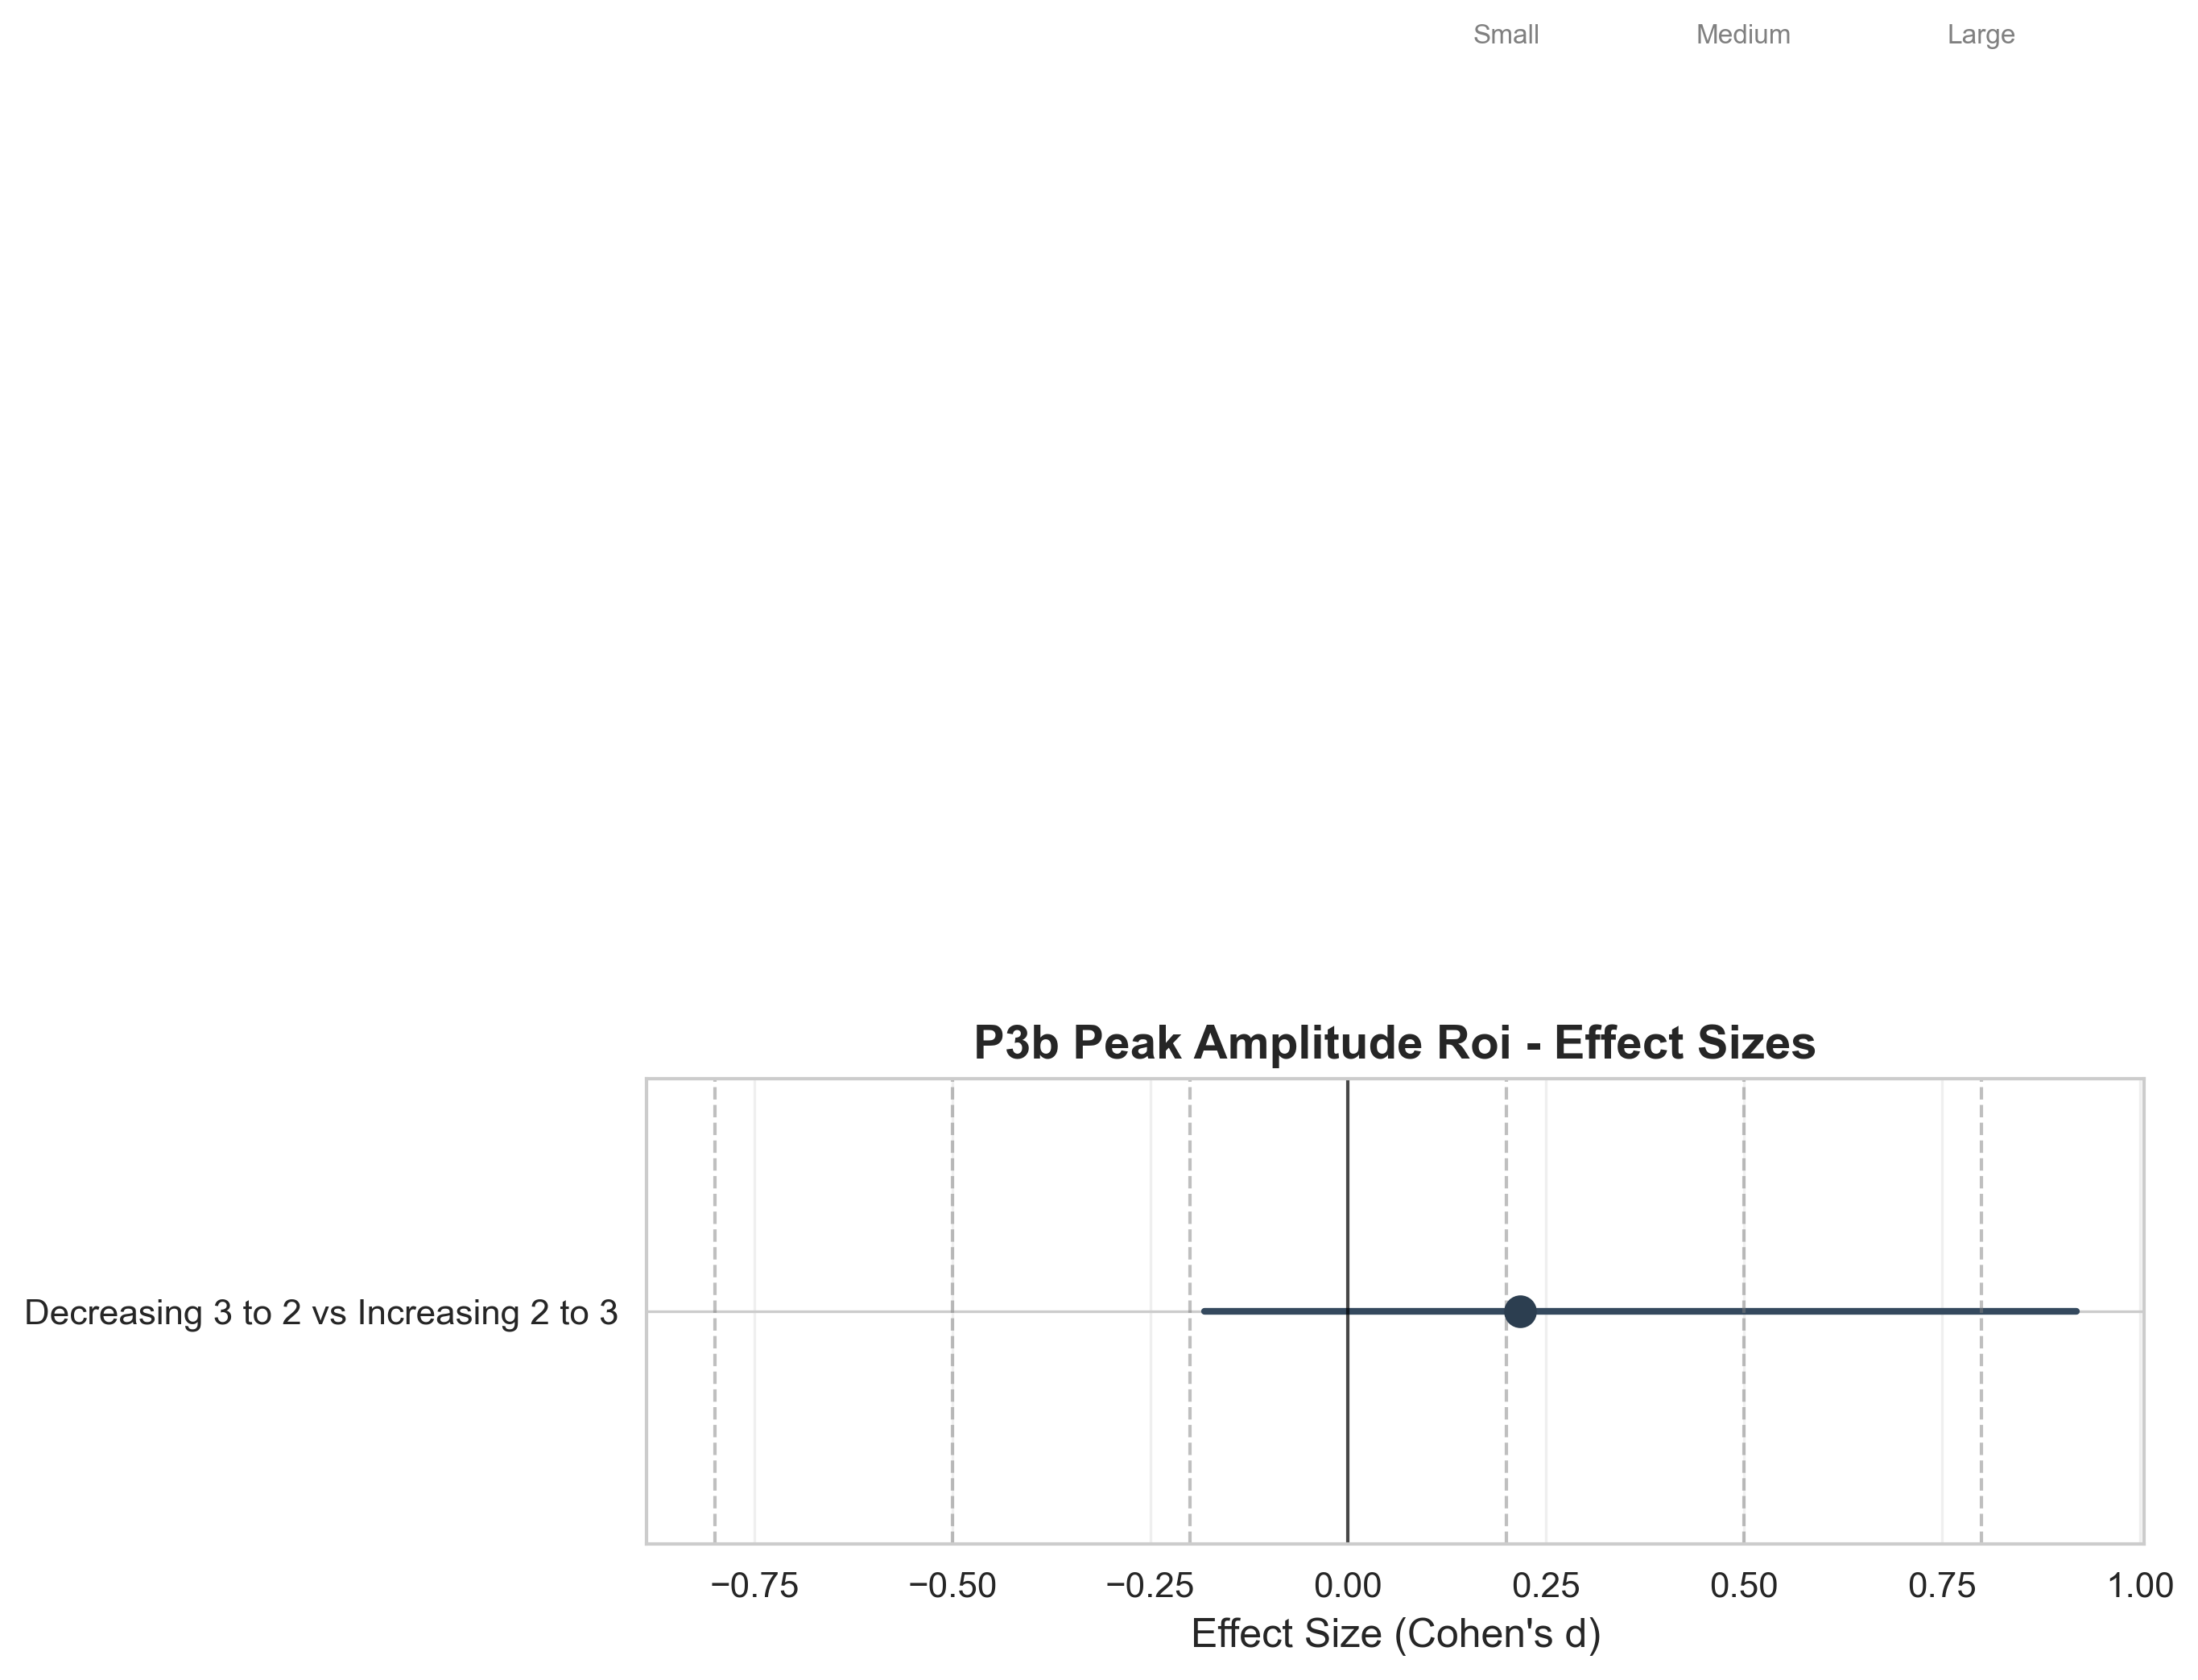 Small Medium Large
P3b Peak Amplitude Roi - Effect Sizes
Decreasing 3 to 2 vs Increasing 2 to 3
−0.75 −0.50 −0.25 0.00 0.25 0.50 0.75 1.00
Effect Size (Cohen's d)